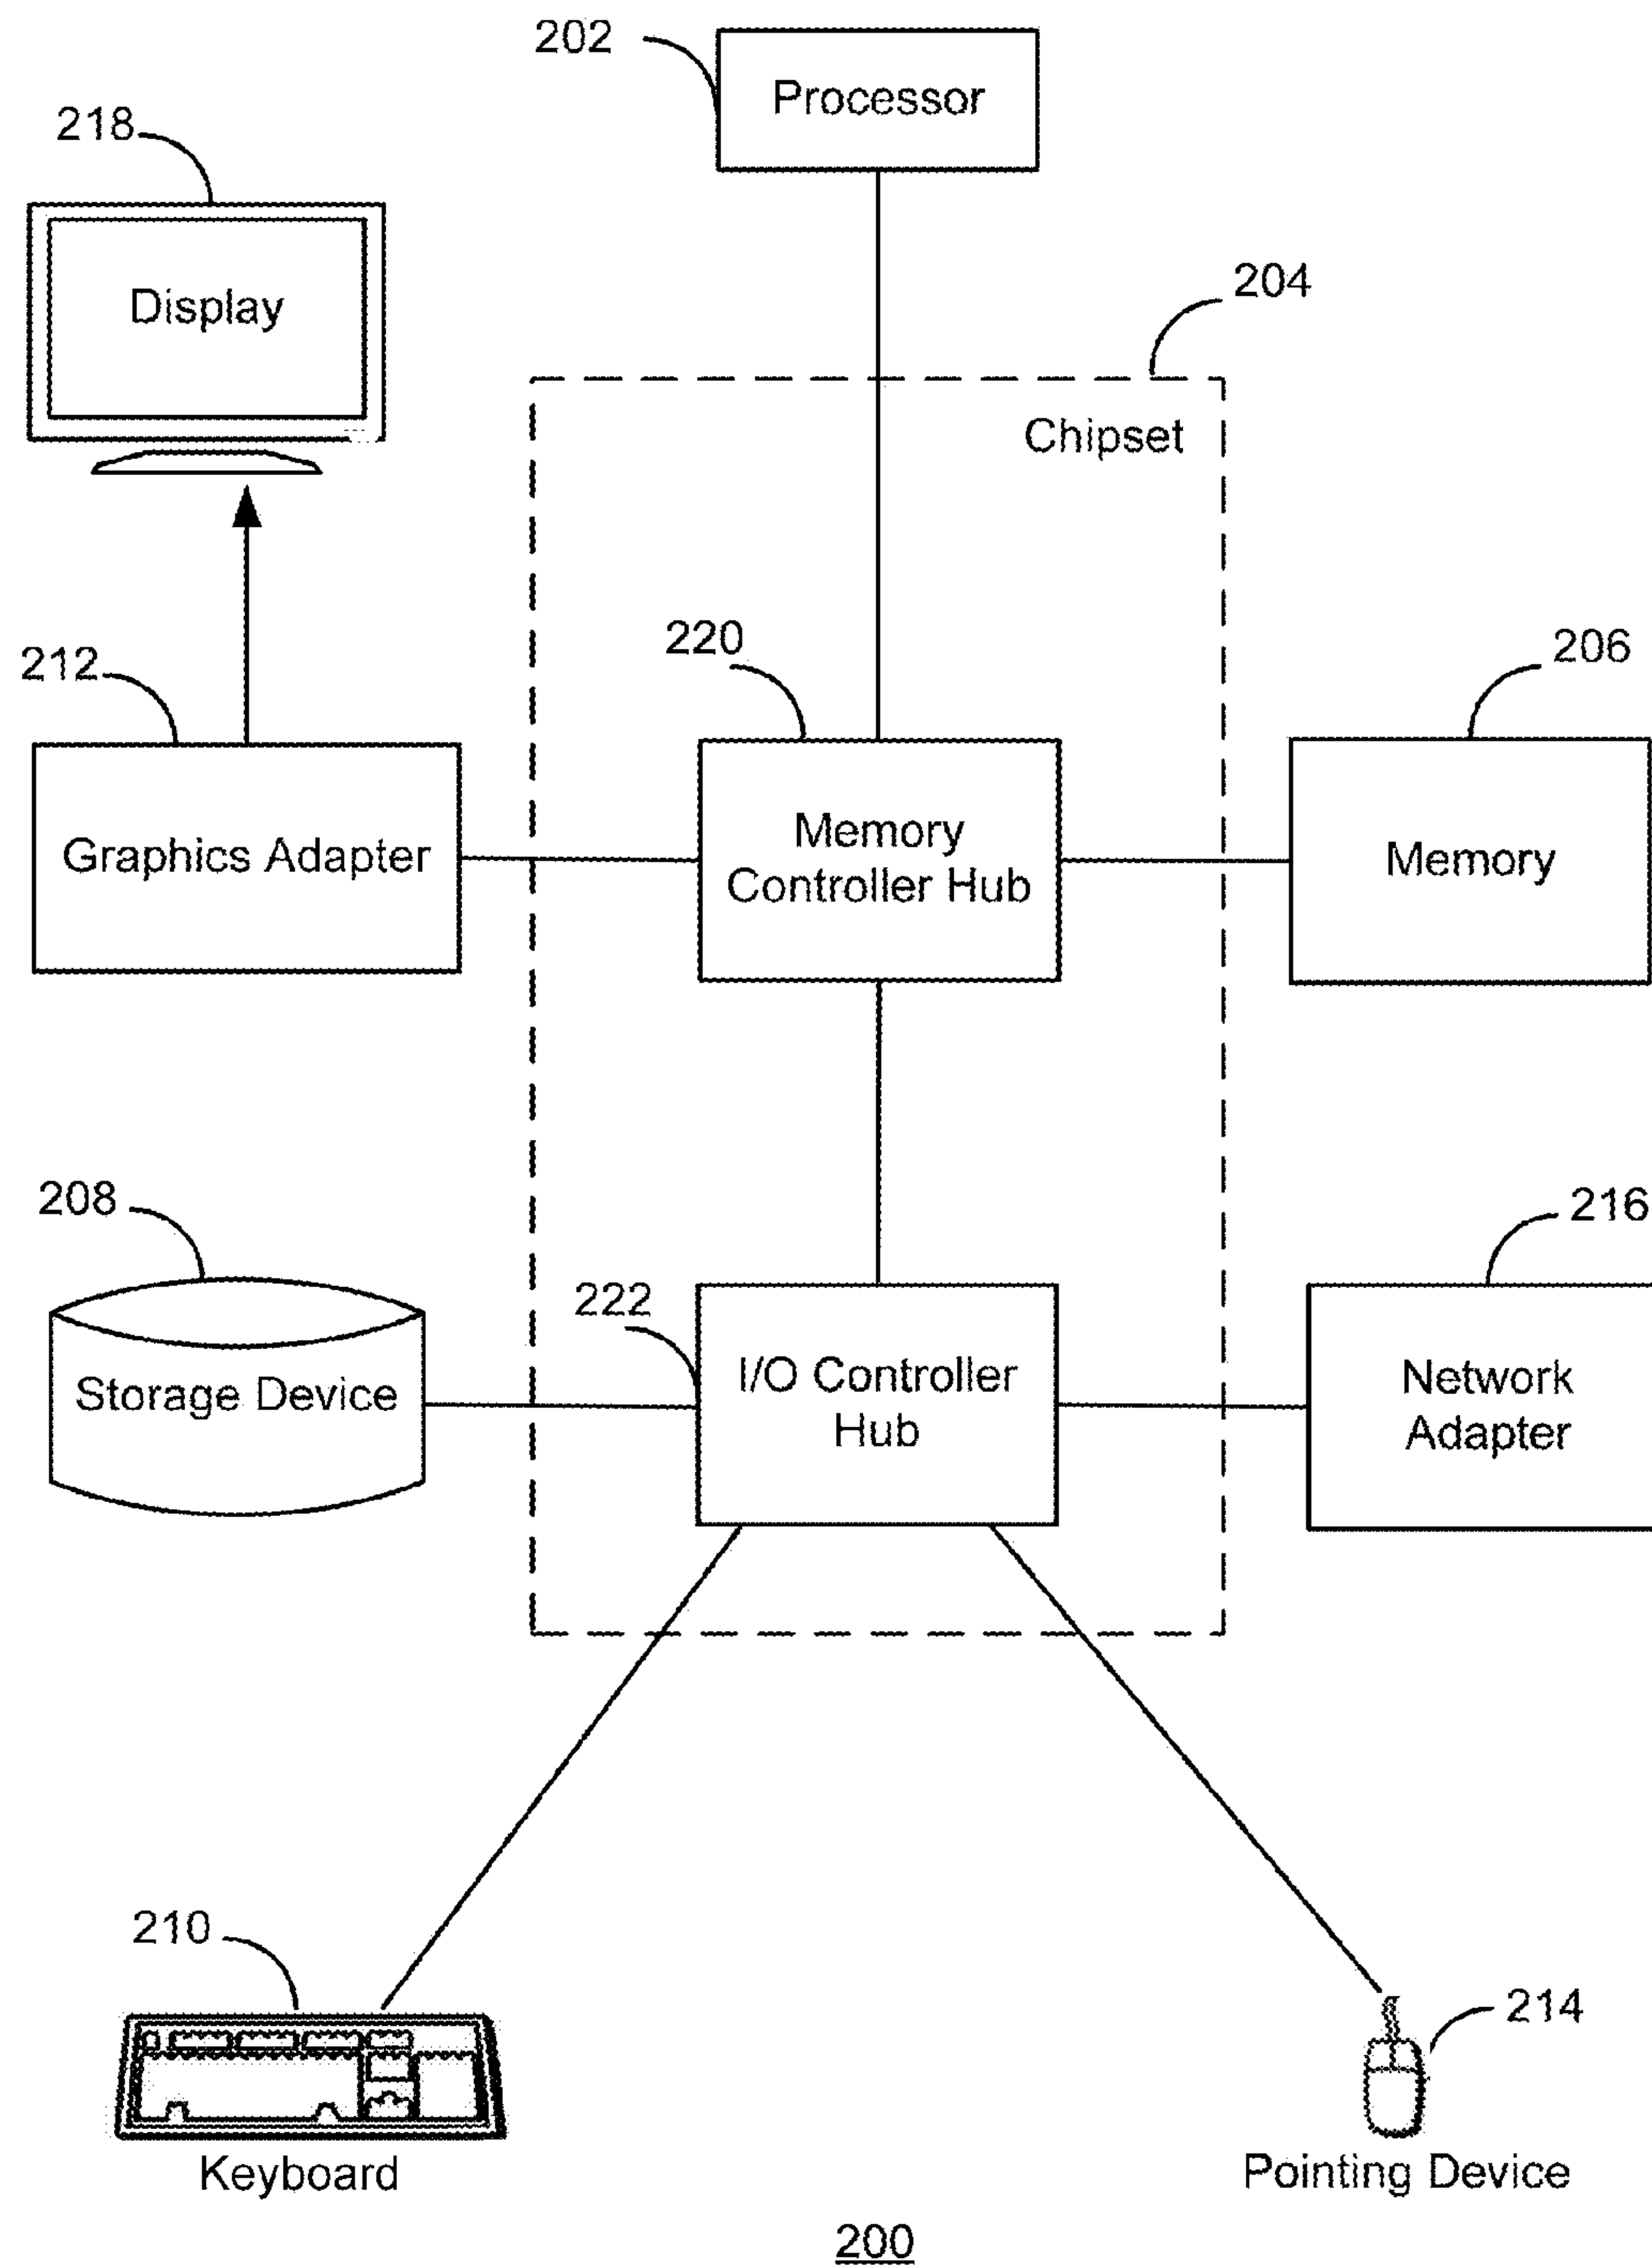 202
Processor
218
Display
204
Chipset
212
220
206
Graphics Adapter
Memory
Controller Hub
Memory
208
222
216
Storage Device
I/O Controller
Hub
Network
Adapter
210
214
Keyboard
Pointing Device
200